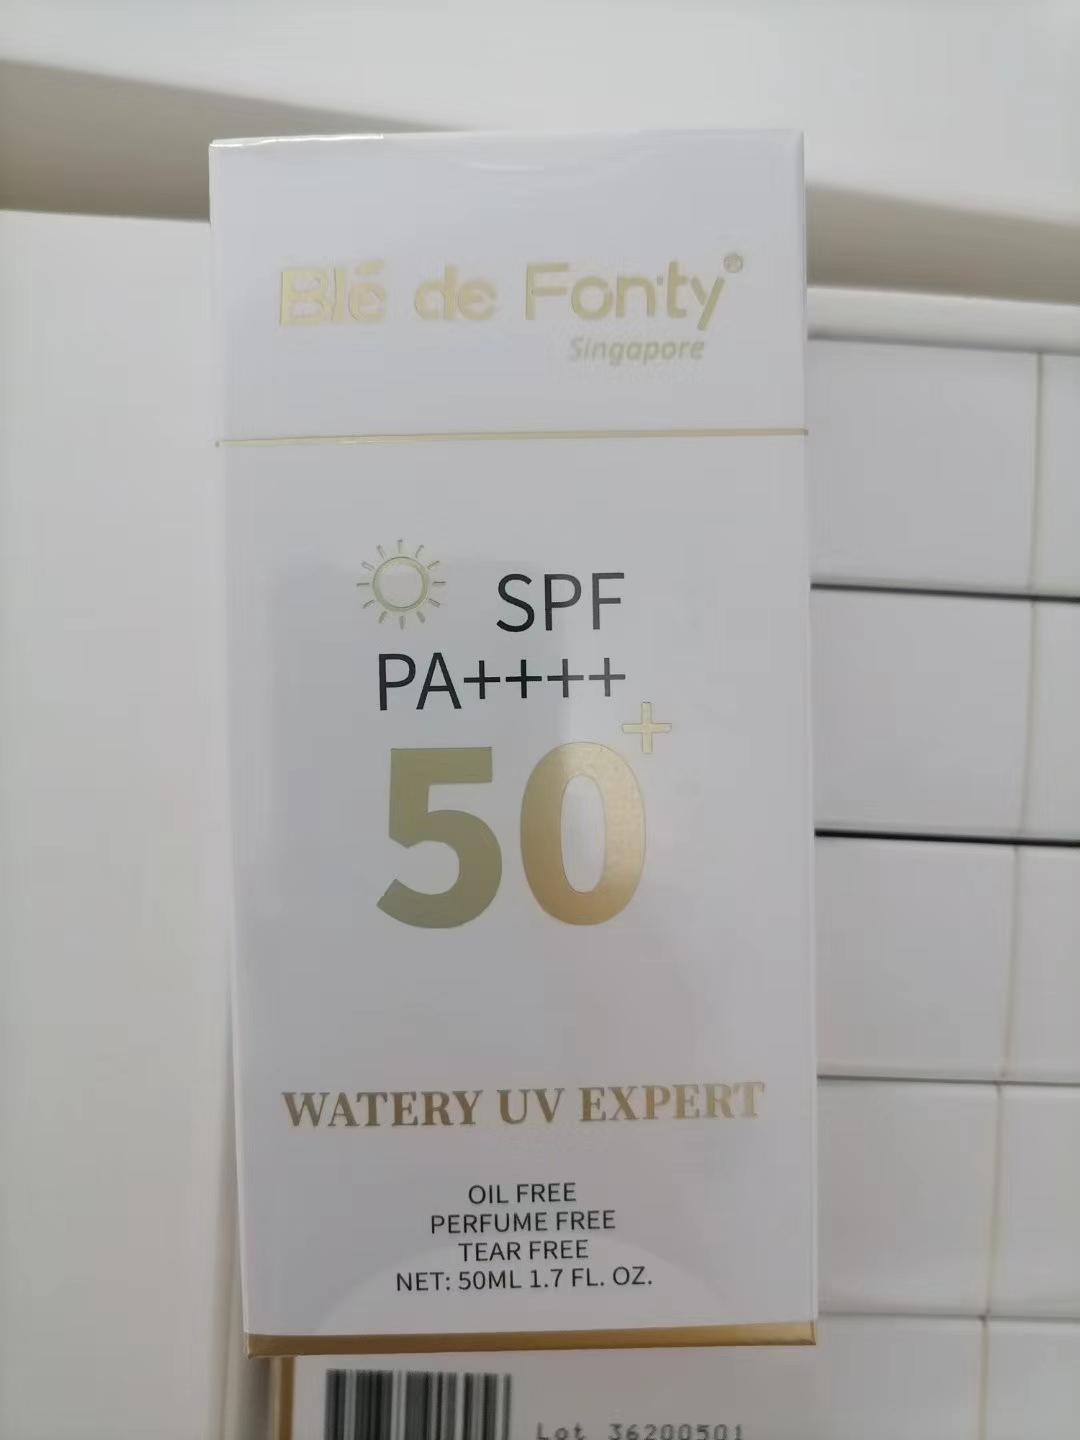 Blé de Fonty®
Singapore
SPF
PA++++
50+
WATERY UV EXPERT
OIL FREE
PERFUME FREE
TEAR FREE
NET: 50ML 1.7 FL. OZ.
Lot 36200501